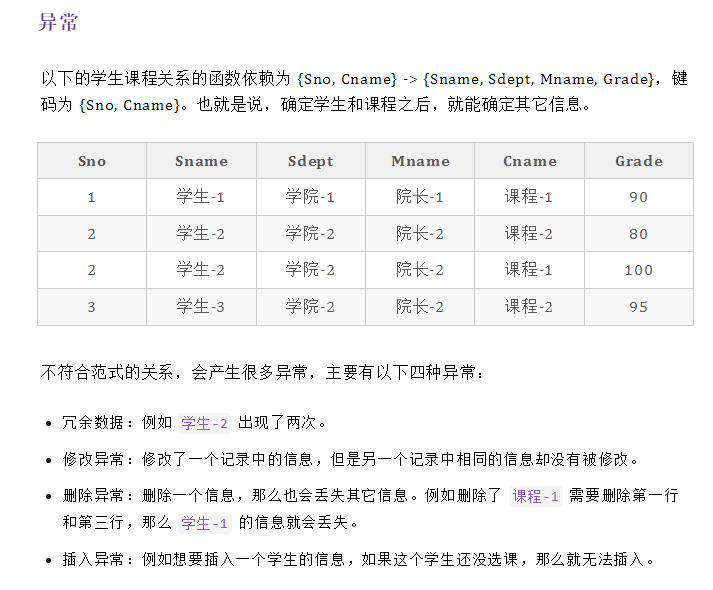 异常
以下的学生课程关系的函数依赖为 {Sno, Cname} -> {Sname, Sdept, Mname, Grade}，键
码为 {Sno, Cname}。也就是说，确定学生和课程之后，就能确定其它信息。
Sno Sname Sdept Mname Cname Grade
1 学生-1 学院-1 院长-1 课程-1 90
2 学生-2 学院-2 院长-2 课程-2 80
2 学生-2 学院-2 院长-2 课程-1 100
3 学生-3 学院-2 院长-2 课程-2 95
不符合范式的关系，会产生很多异常，主要有以下四种异常：
• 冗余数据：例如 学生-2 出现了两次。
• 修改异常：修改了一个记录中的信息，但是另一个记录中相同的信息却没有被修改。
• 删除异常：删除一个信息，那么也会丢失其它信息。例如删除了 课程-1 需要删除第一行
和第三行，那么 学生-1 的信息就会丢失。
• 插入异常：例如想要插入一个学生的信息，如果这个学生还没选课，那么就无法插入。